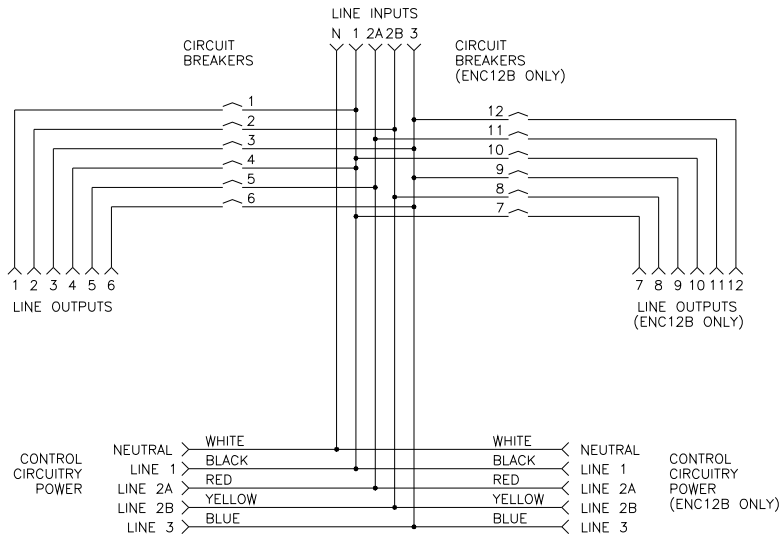 LINE INPUTS
N 1 2A 2B 3
CIRCUIT
BREAKERS
CIRCUIT
BREAKERS
(ENC12B ONLY)
1
2
3
4
5
6
12
11
10
9
8
7
1 2 3 4 5 6
LINE OUTPUTS
7 8 9 10 11 12
LINE OUTPUTS
(ENC12B ONLY)
CONTROL
CIRCUITRY
POWER
NEUTRAL
LINE 1
LINE 2A
LINE 2B
LINE 3
WHITE
BLACK
RED
YELLOW
BLUE
WHITE
BLACK
RED
YELLOW
BLUE
NEUTRAL
LINE 1
LINE 2A
LINE 2B
LINE 3
CONTROL
CIRCUITRY
POWER
(ENC12B ONLY)